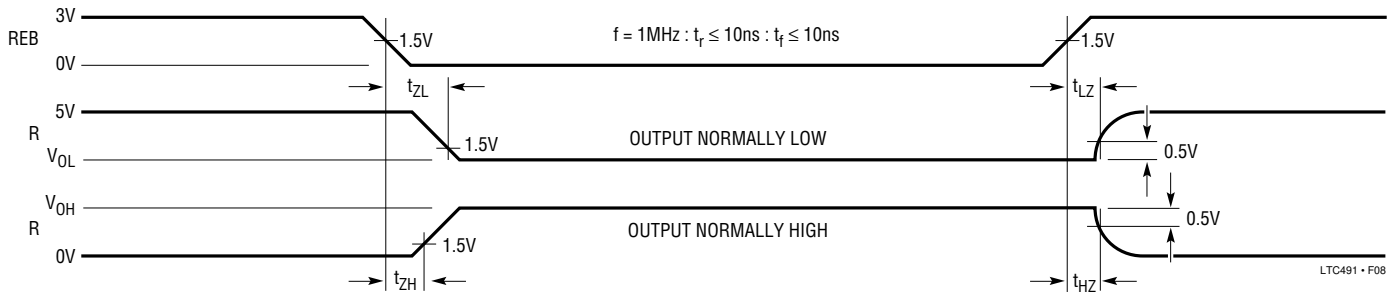 3V
REB
1.5V
f = 1MHz : tr ≤ 10ns : tf ≤ 10ns
1.5V
0V
tZL
tLZ
5V
R
1.5V
OUTPUT NORMALLY LOW
0.5V
VOL
VOH
R
1.5V
OUTPUT NORMALLY HIGH
0.5V
0V
tZH
tHZ
LTC491 • F08